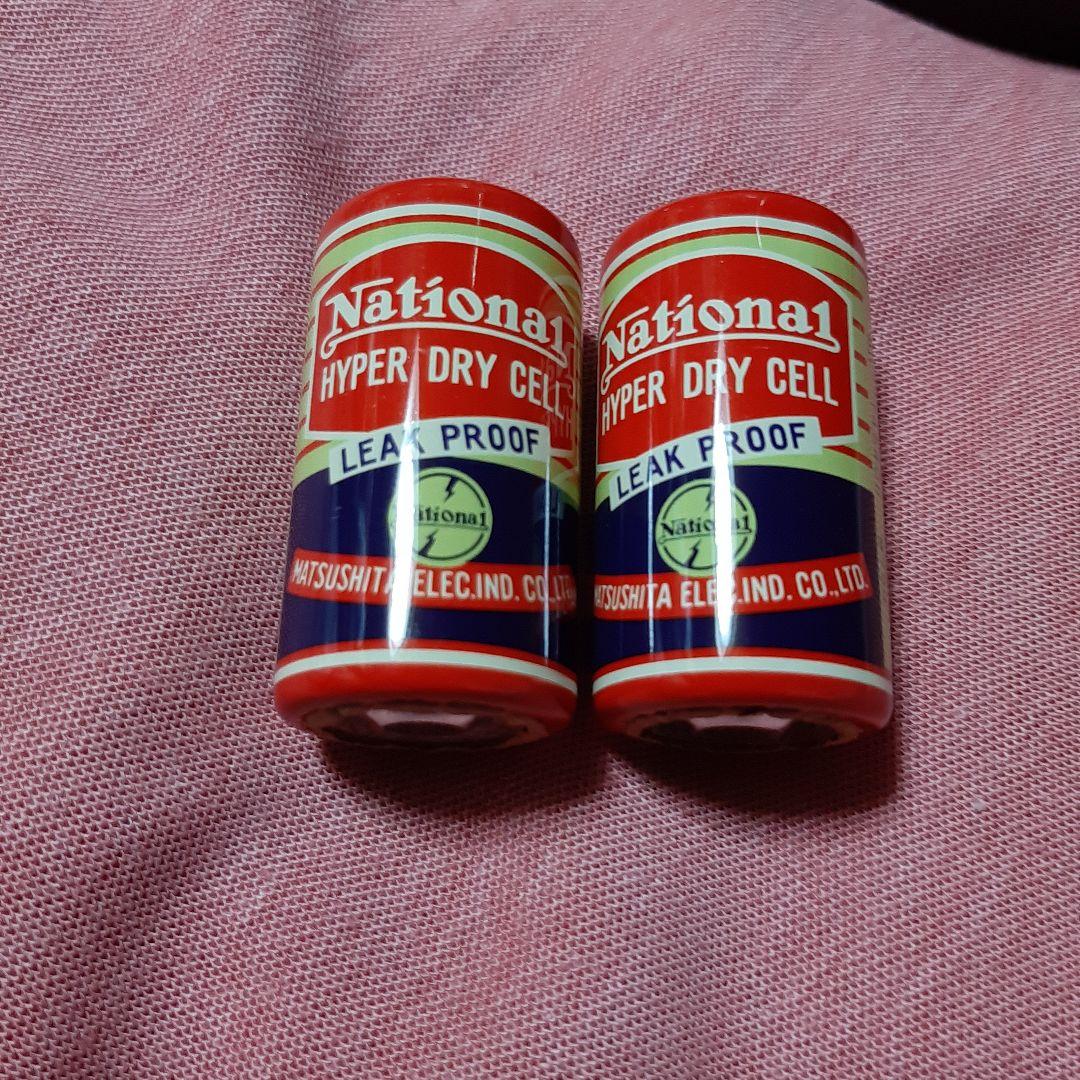 National
HYPER DRY CELL
LEAK PROOF
National
MATSUSHITA ELEC.IND. CO.,LTD.
National
HYPER DRY CELL
LEAK PROOF
National
MATSUSHITA ELEC.IND. CO.,LTD.